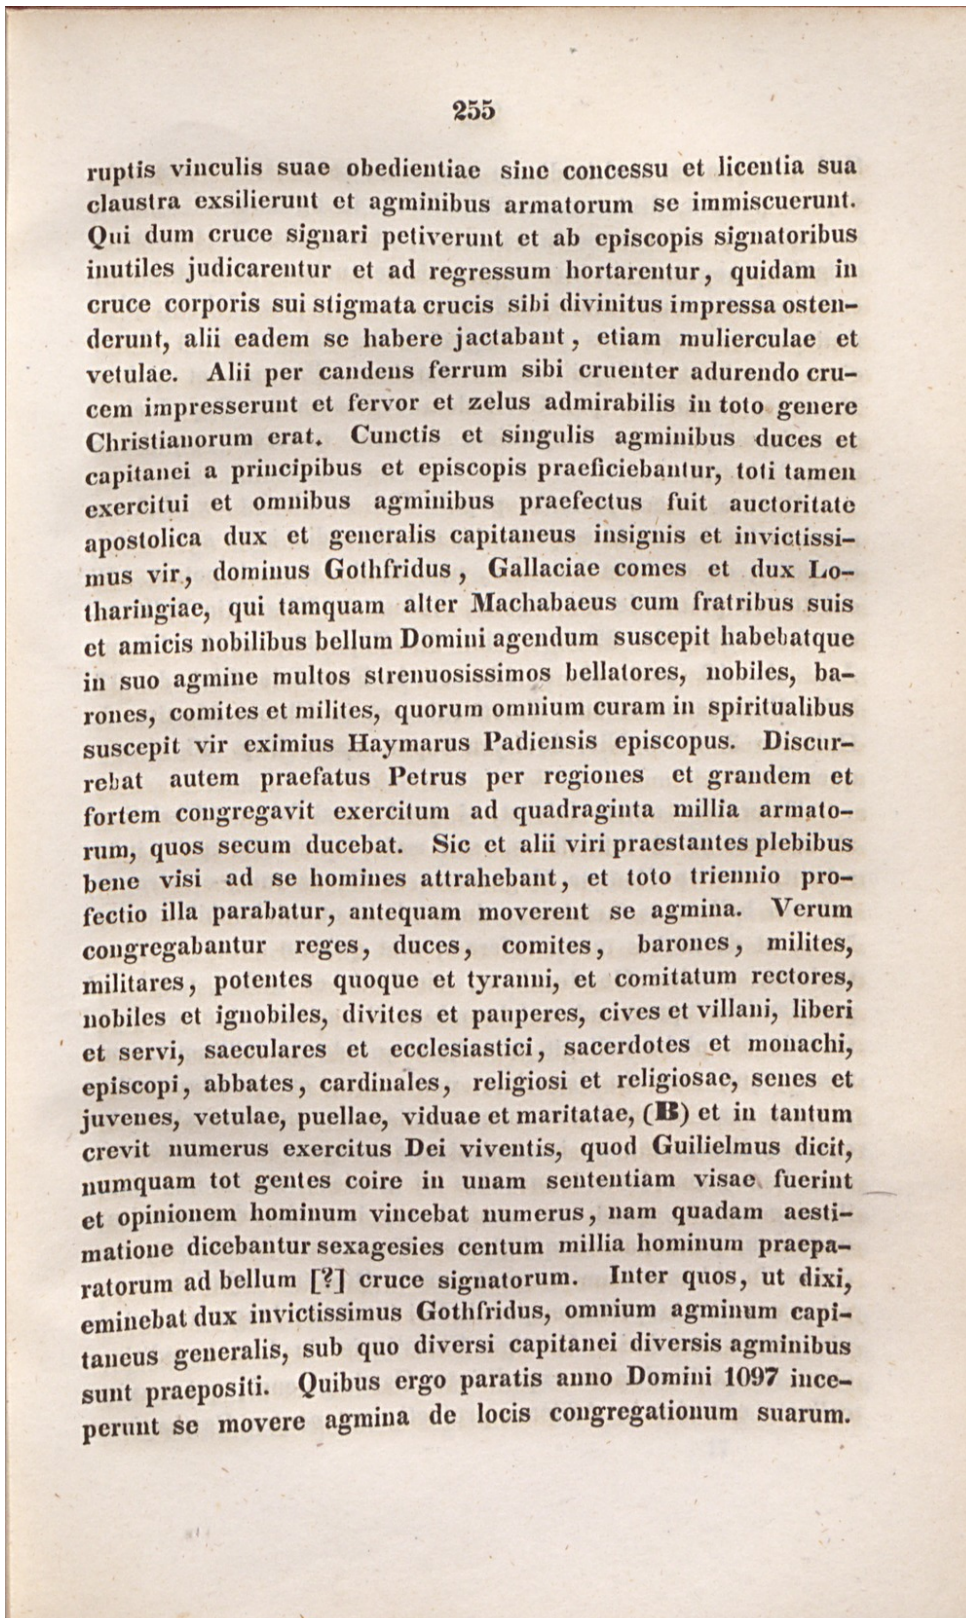 255
ruptis vinculis suae obedientiae sine concessu et licentia sua
claustra exsilierunt et agminibus armatorum se immiscuerunt.
Qui dum cruce signari petiverunt et ab episcopis signatoribus
inutiles judicarentur et ad regressum hortarentur, quidam in
cruce corporis sui stigmata crucis sibi divinitus impressa osten-
derunt, alii eadem se habere jactabant, etiam mulierculae et
vetulae. Alii per candens ferrum sibi cruenter adurendo cru-
cem impresserunt et fervor et zelus admirabilis in toto genere
Christianorum erat. Cunctis et singulis agminibus duces et
capitanei a principibus et episcopis praeficiebantur, toti tamen
exercitui et omnibus agminibus praefectus fuit auctoritate
apostolica dux et generalis capitaneus insignis et invictissi-
mus vir, dominus Gothfridus, Gallaciae comes et dux Lo-
tharingiae, qui tamquam alter Machabaeus cum fratribus suis
et amicis nobilibus bellum Domini agendum suscepit habebatque
in suo agmine multos strenuosissimos bellatores, nobiles, ba-
rones, comites et milites, quorum omnium curam in spiritualibus
suscepit vir eximius Haymarus Padiensis episcopus. Discur-
rebat autem praefatus Petrus per regiones et grandem et
fortem congregavit exercitum ad quadraginta millia armato-
rum, quos secum ducebat. Sic et alii viri praestantes plebibus
bene visi ad se homines attrahebant, et toto triennio pro-
fectio illa parabatur, antequam moverent se agmina. Verum
congregabantur reges, duces, comites, barones, milites,
militares, potentes quoque et tyranni, et comitatum rectores,
nobiles et ignobiles, divites et pauperes, cives et villani, liberi
et servi, saeculares et ecclesiastici, sacerdotes et monachi,
episcopi, abbates, cardinales, religiosi et religiosae, senes et
juvenes, vetulae, puellae, viduae et maritatae, (B) et in tantum
crevit numerus exercitus Dei viventis, quod Guilielmus dicit,
numquam tot gentes coire in unam sententiam visae fuerint
et opinionem hominum vincebat numerus, nam quadam aesti-
matione dicebantur sexagesies centum millia hominum praepa-
ratorum ad bellum [?] cruce signatorum. Inter quos, ut dixi,
eminebat dux invictissimus Gothfridus, omnium agminum capi-
taneus generalis, sub quo diversi capitanei diversis agminibus
sunt praepositi. Quibus ergo paratis anno Domini 1097 ince-
perunt se movere agmina de locis congregationum suarum.